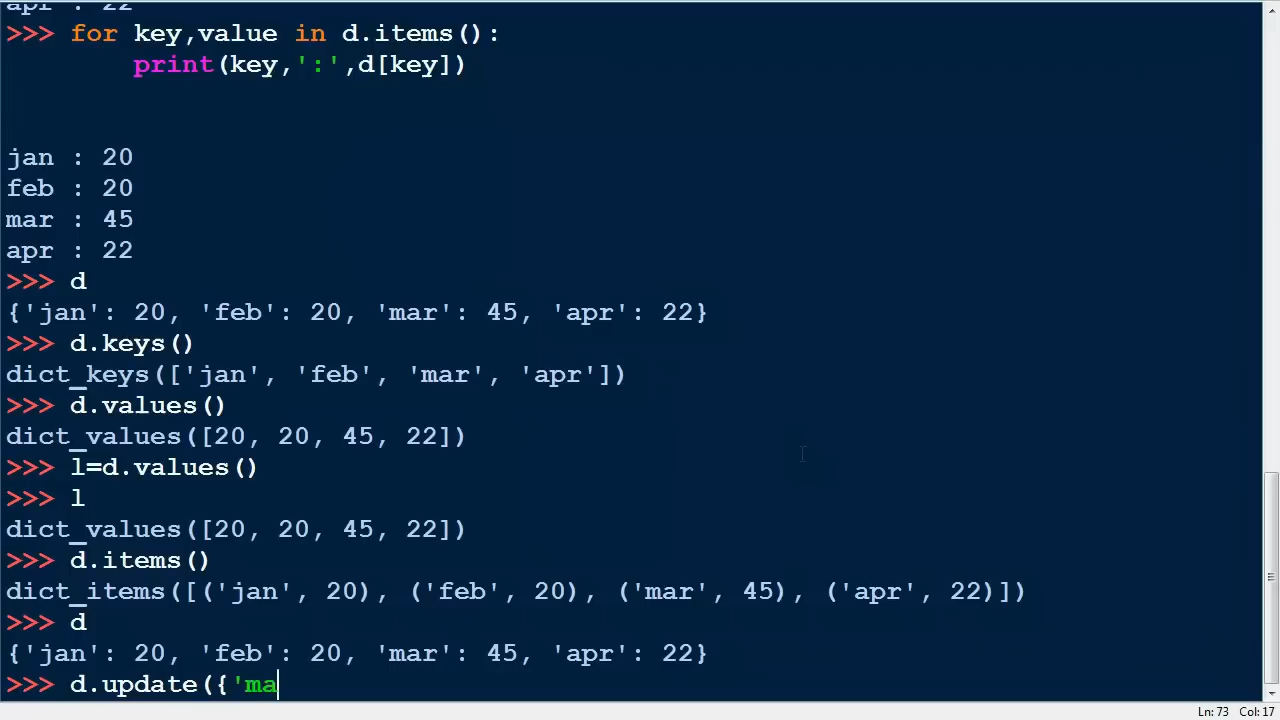 apr : 22
>>> for key,value in d.items():
        print(key,':',d[key])
jan : 20
feb : 20
mar : 45
apr : 22
>>> d
{'jan': 20, 'feb': 20, 'mar': 45, 'apr': 22}
>>> d.keys()
dict_keys(['jan', 'feb', 'mar', 'apr'])
>>> d.values()
dict_values([20, 20, 45, 22])
>>> l=d.values()
>>> l
dict_values([20, 20, 45, 22])
>>> d.items()
dict_items([('jan', 20), ('feb', 20), ('mar', 45), ('apr', 22)])
>>> d
{'jan': 20, 'feb': 20, 'mar': 45, 'apr': 22}
>>> d.update({'ma
Ln: 73 Col: 17